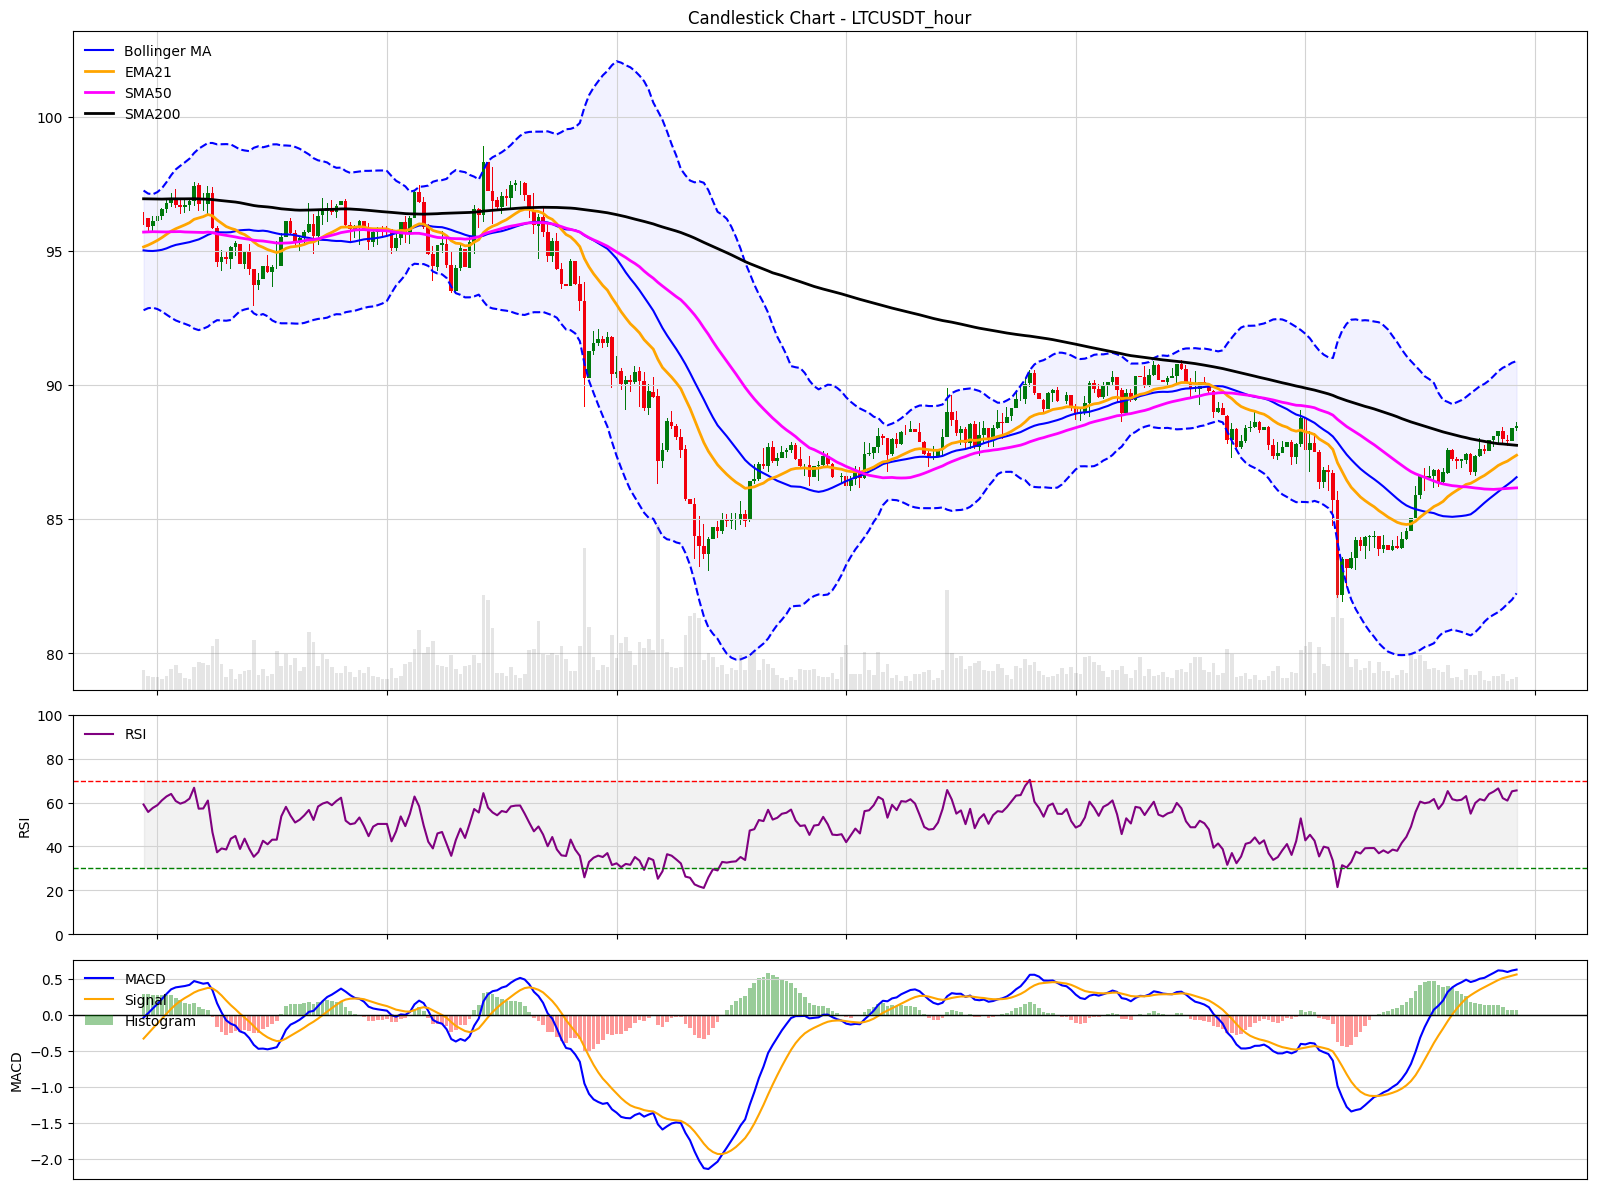 Candlestick Chart - LTCUSDT_hour
Bollinger MA
EMA21
SMA50
SMA200
100
95
90
85
80
RSI
100
80
60
40
20
0
RSI
MACD
Signal
Histogram
0.5
0.0
−0.5
−1.0
−1.5
−2.0
MACD